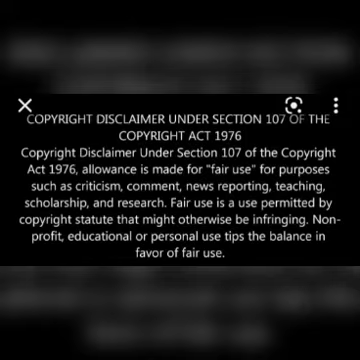 COPYRIGHT DISCLAIMER UNDER SECTION 107 OF THE
COPYRIGHT ACT 1976
Copyright Disclaimer Under Section 107 of the Copyright
Act 1976, allowance is made for "fair use" for purposes
such as criticism, comment, news reporting, teaching,
scholarship, and research. Fair use is a use permitted by
copyright statute that might otherwise be infringing. Non-
profit, educational or personal use tips the balance in
favor of fair use.